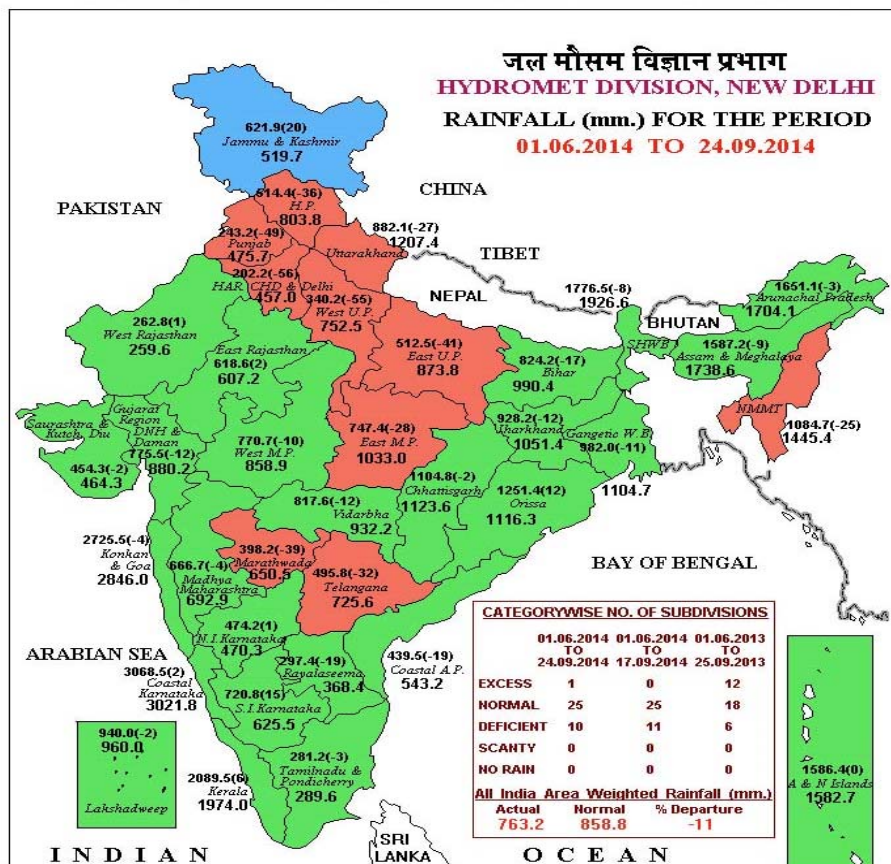 जल मौसम विज्ञान प्रभाग
HYDROMET DIVISION, NEW DELHI
RAINFALL (mm.) FOR THE PERIOD
01.06.2014 TO 24.09.2014
621.9(20)
Jammu & Kashmir
519.7
CHINA
PAKISTAN
514.4(-36)
H.P.
803.8
882.1(-27)
Uttarakhand
1207.4
TIBET
243.2(-49)
Punjab
475.7
202.2(-56)
HAR. CHD & Delhi
457.0
340.2(-55)
West U.P.
752.5
NEPAL
1776.5(-8)
1926.6
SHWB
BHUTAN
1651.1(-3)
Arunachal Pradesh
1704.1
1587.2(-9)
Assam & Meghalaya
1738.6
262.8(1)
West Rajasthan
259.6
East Rajasthan
618.6(2)
607.2
512.5(-41)
East U.P.
873.8
824.2(-17)
Bihar
990.4
NMMT
1084.7(-25)
1445.4
Saurashtra &
Kutch, Diu
454.3(-2)
464.3
Gujarat
Region
DNH &
Daman
775.5(-12)
880.2
770.7(-10)
West M.P.
858.9
747.4(-28)
East M.P.
1033.0
928.2(-12)
Jharkhand
1051.4
Gangetic W.B
982.0(-11)
1104.7
1104.8(-2)
Chhattisgarh
1123.6
1251.4(12)
Orissa
1116.3
817.6(-12)
Vidarbha
932.2
2725.5(-4)
Konkan
& Goa
2846.0
666.7(-4)
Madhya
Maharashtra
692.9
398.2(-39)
Marathwada
650.5
495.8(-32)
Telangana
725.6
BAY OF BENGAL
ARABIAN SEA
474.2(1)
N.I.Karnataka
470.3
297.4(-19)
Rayalaseema
368.4
439.5(-19)
Coastal A.P.
543.2
3068.5(2)
Coastal
Karnataka
3021.8
720.8(15)
S.I.Karnataka
625.5
940.0(-2)
960.0
Lakshadweep
2089.5(6)
Kerala
1974.0
281.2(-3)
Tamilnadu &
Pondicherry
289.6
CATEGORYWISE NO. OF SUBDIVISIONS
01.06.2014 01.06.2014 01.06.2013
TO TO TO
24.09.2014 17.09.2014 25.09.2013
EXCESS 1 0 12
NORMAL 25 25 18
DEFICIENT 10 11 6
SCANTY 0 0 0
NO RAIN 0 0 0
All India Area Weighted Rainfall (mm.)
Actual Normal % Departure
763.2 858.8 -11
1586.4(0)
A & N Islands
1582.7
SRI
LANKA
INDIAN OCEAN